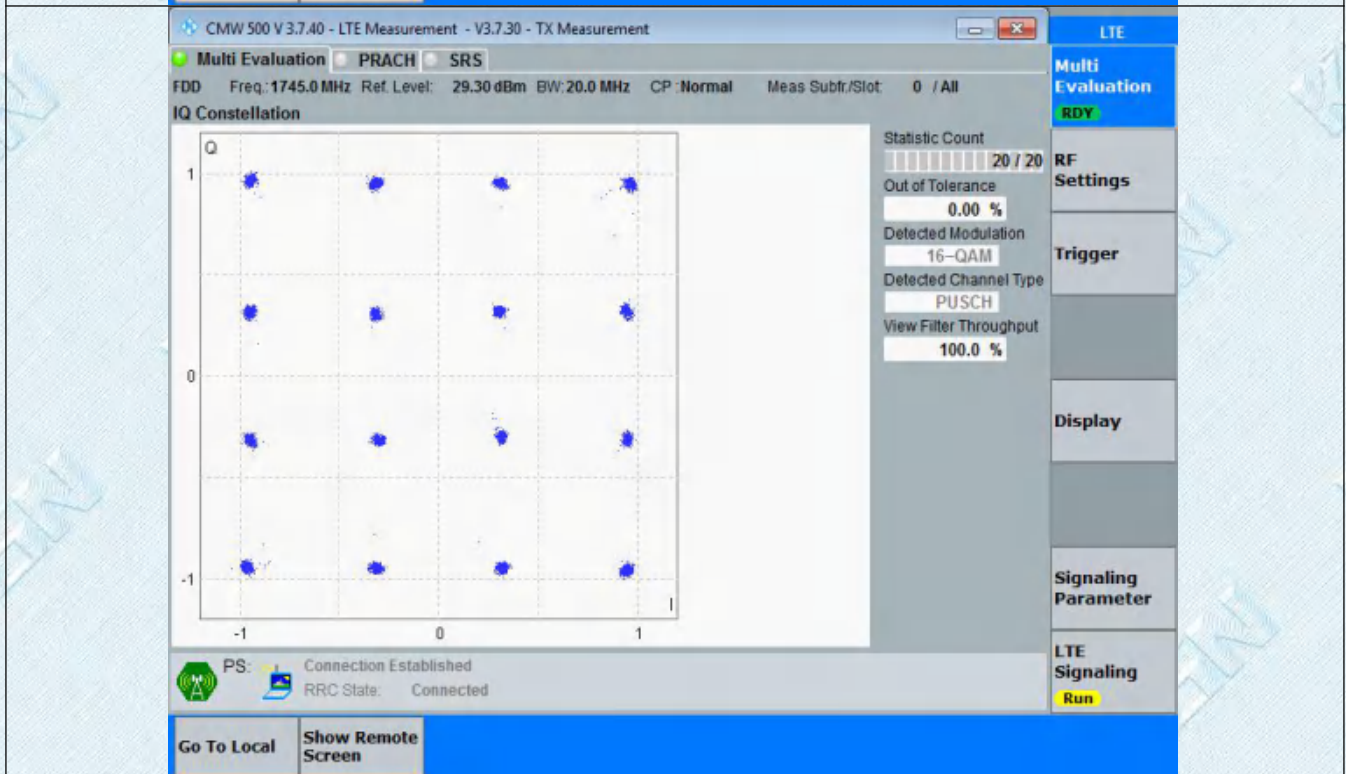 CMW 500 V 3.7.40 - LTE Measurement - V3.7.30 - TX Measurement
LTE
Multi Evaluation PRACH SRS
FDD Freq.: 1745.0 MHz Ref. Level: 29.30 dBm BW: 20.0 MHz CP : Normal Meas Subfr./Slot: 0 / All
IQ Constellation
Q
1
0
-1
I
-1 0 1
Statistic Count
20 / 20
Out of Tolerance
0.00 %
Detected Modulation
16-QAM
Detected Channel Type
PUSCH
View Filter Throughput
100.0 %
Multi
Evaluation
RDY
RF
Settings
Trigger
Display
Signaling
Parameter
LTE
Signaling
Run
PS: Connection Established
RRC State: Connected
Go To Local
Show Remote
Screen